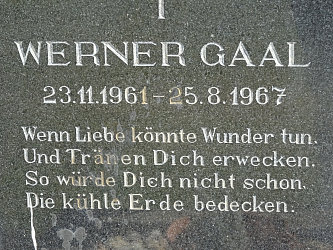 WERNER GAAL
23.11.1961-25.8.1967
Wenn Liebe könnte Wunder tun.
Und Tränen Dich erwecken.
So würde Dich nicht schon.
Die kühle Erde bedecken.